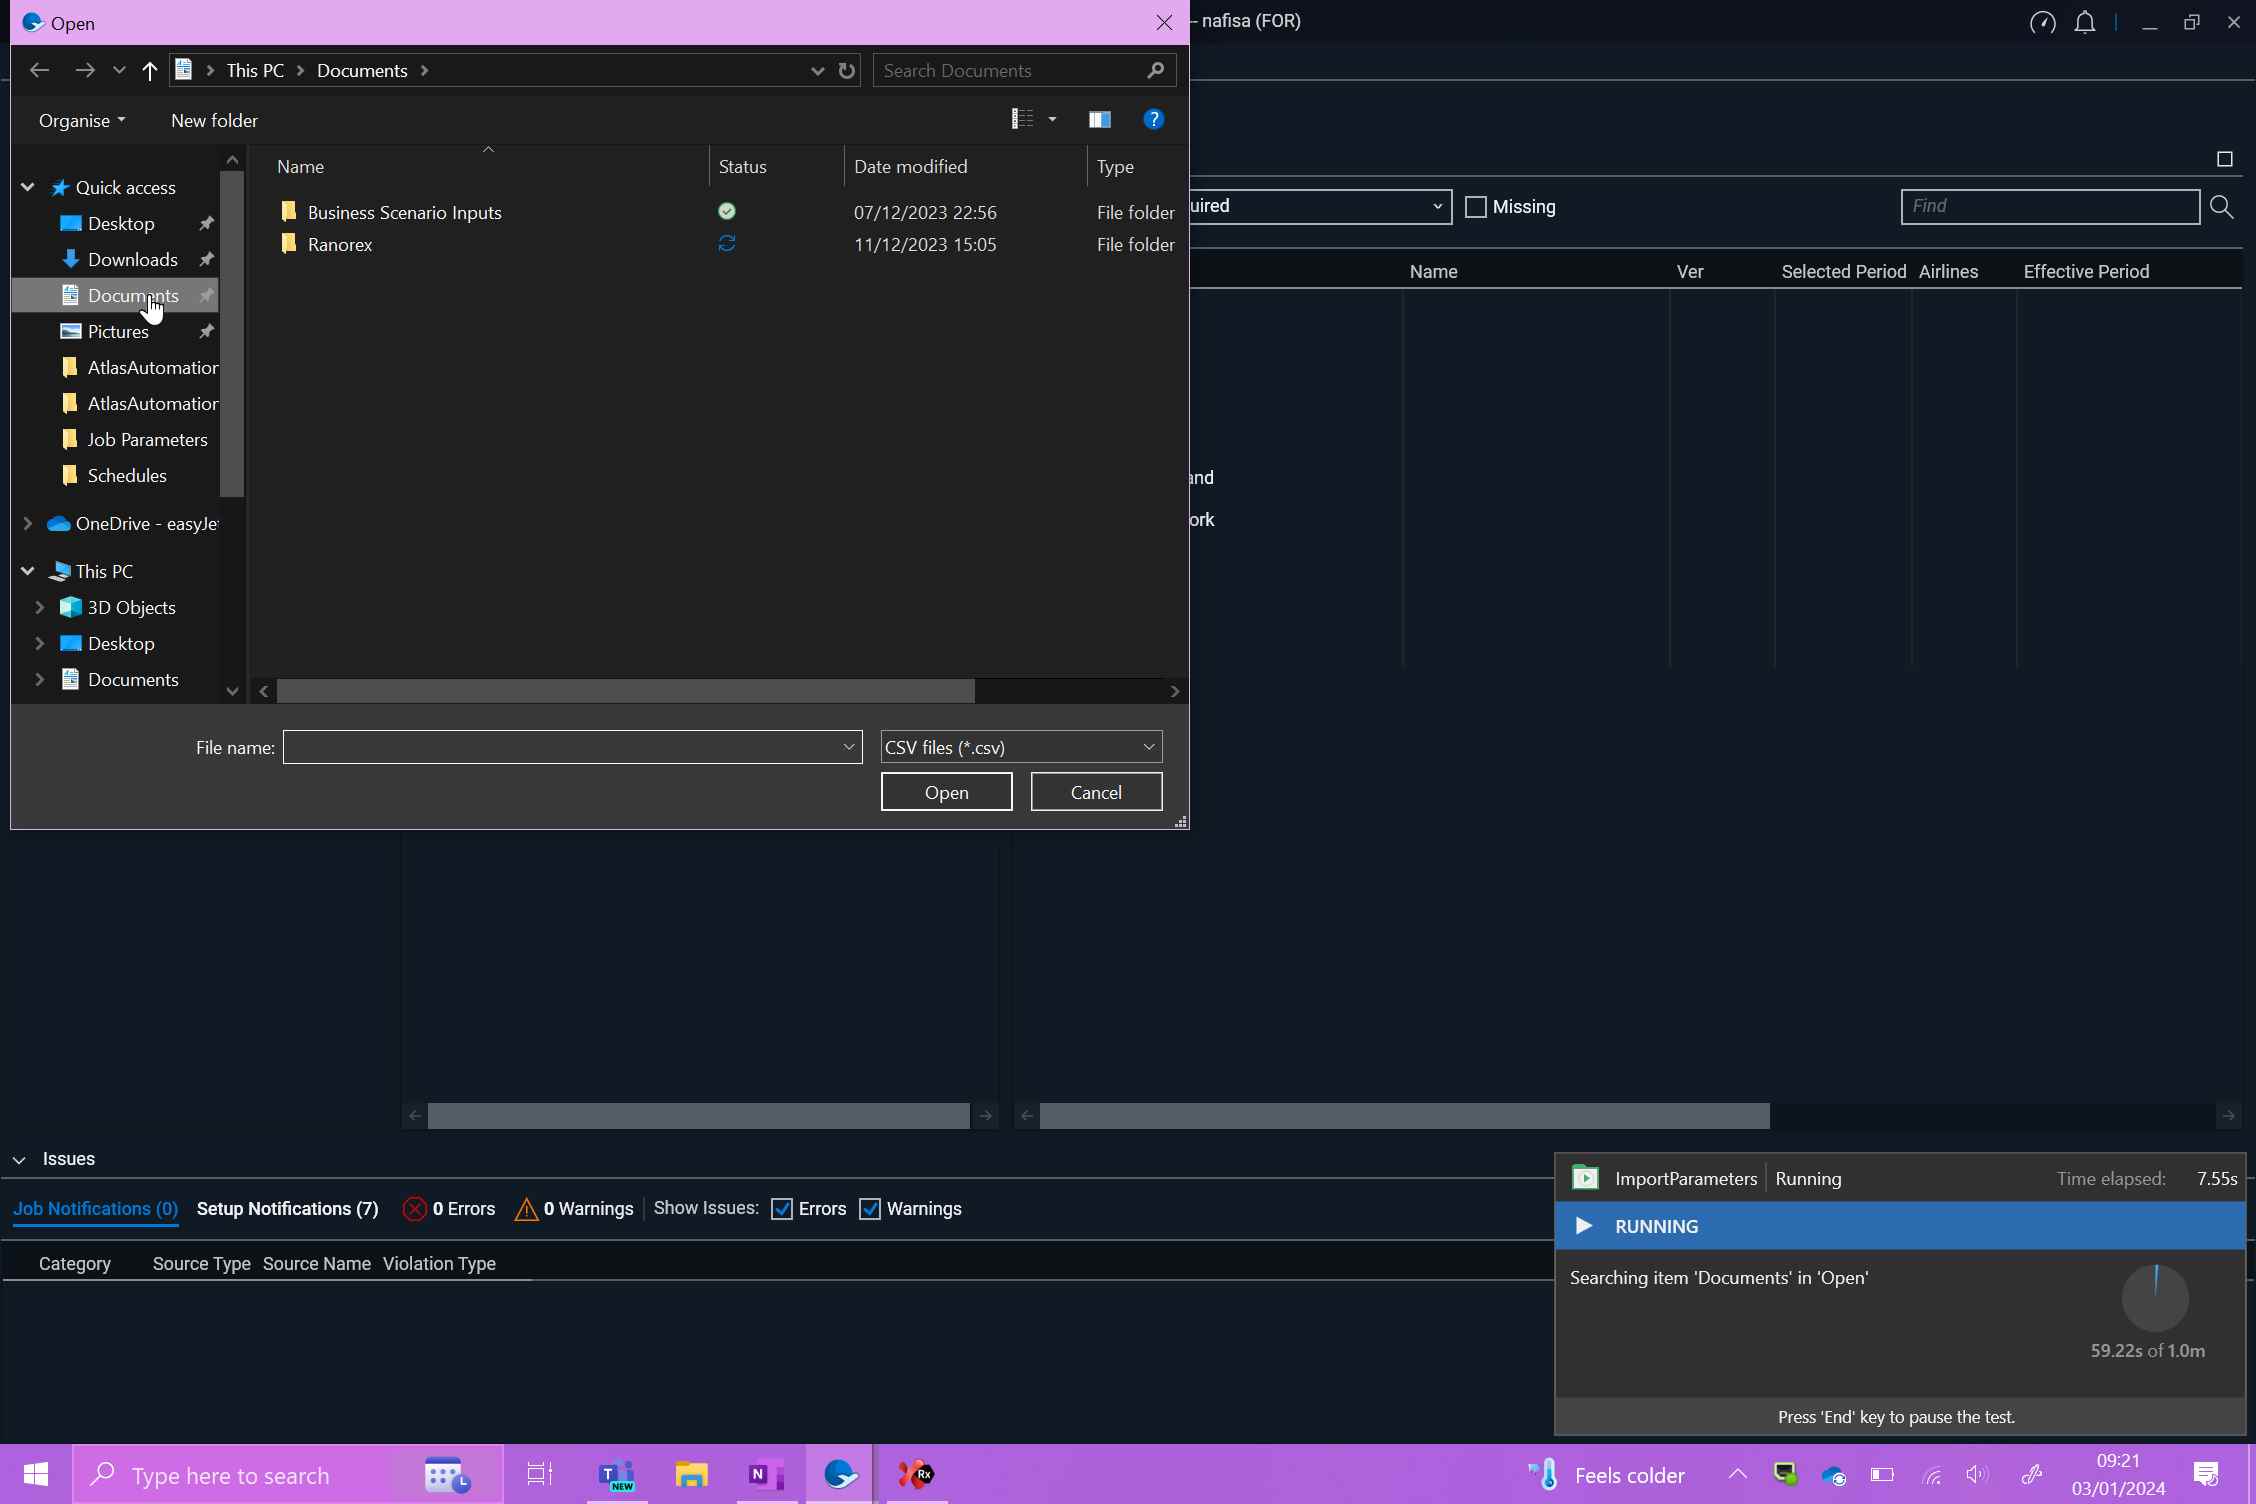 Open
nafisa (FOR)
This PC
Documents
Search Documents
Organise
New folder
?
Name
Status
Date modified
Type
Quick access
Desktop
Downloads
Documents
Pictures
AtlasAutomation
AtlasAutomation
Job Parameters
Schedules
OneDrive - easyJet
This PC
3D Objects
Desktop
Documents
Business Scenario Inputs
07/12/2023 22:56
File folder
Ranorex
11/12/2023 15:05
File folder
File name:
CSV files (*.csv)
Open
Cancel
uired
Missing
Find
Name
Ver
Selected Period
Airlines
Effective Period
and
ork
Issues
Job Notifications (0)
Setup Notifications (7)
0 Errors
0 Warnings
Show Issues:
Errors
Warnings
Category
Source Type
Source Name
Violation Type
ImportParameters
Running
Time elapsed:
7.55s
RUNNING
Searching item 'Documents' in 'Open'
59.22s of 1.0m
Press 'End' key to pause the test.
Type here to search
T
NEW
N
Rx
Feels colder
09:21
03/01/2024